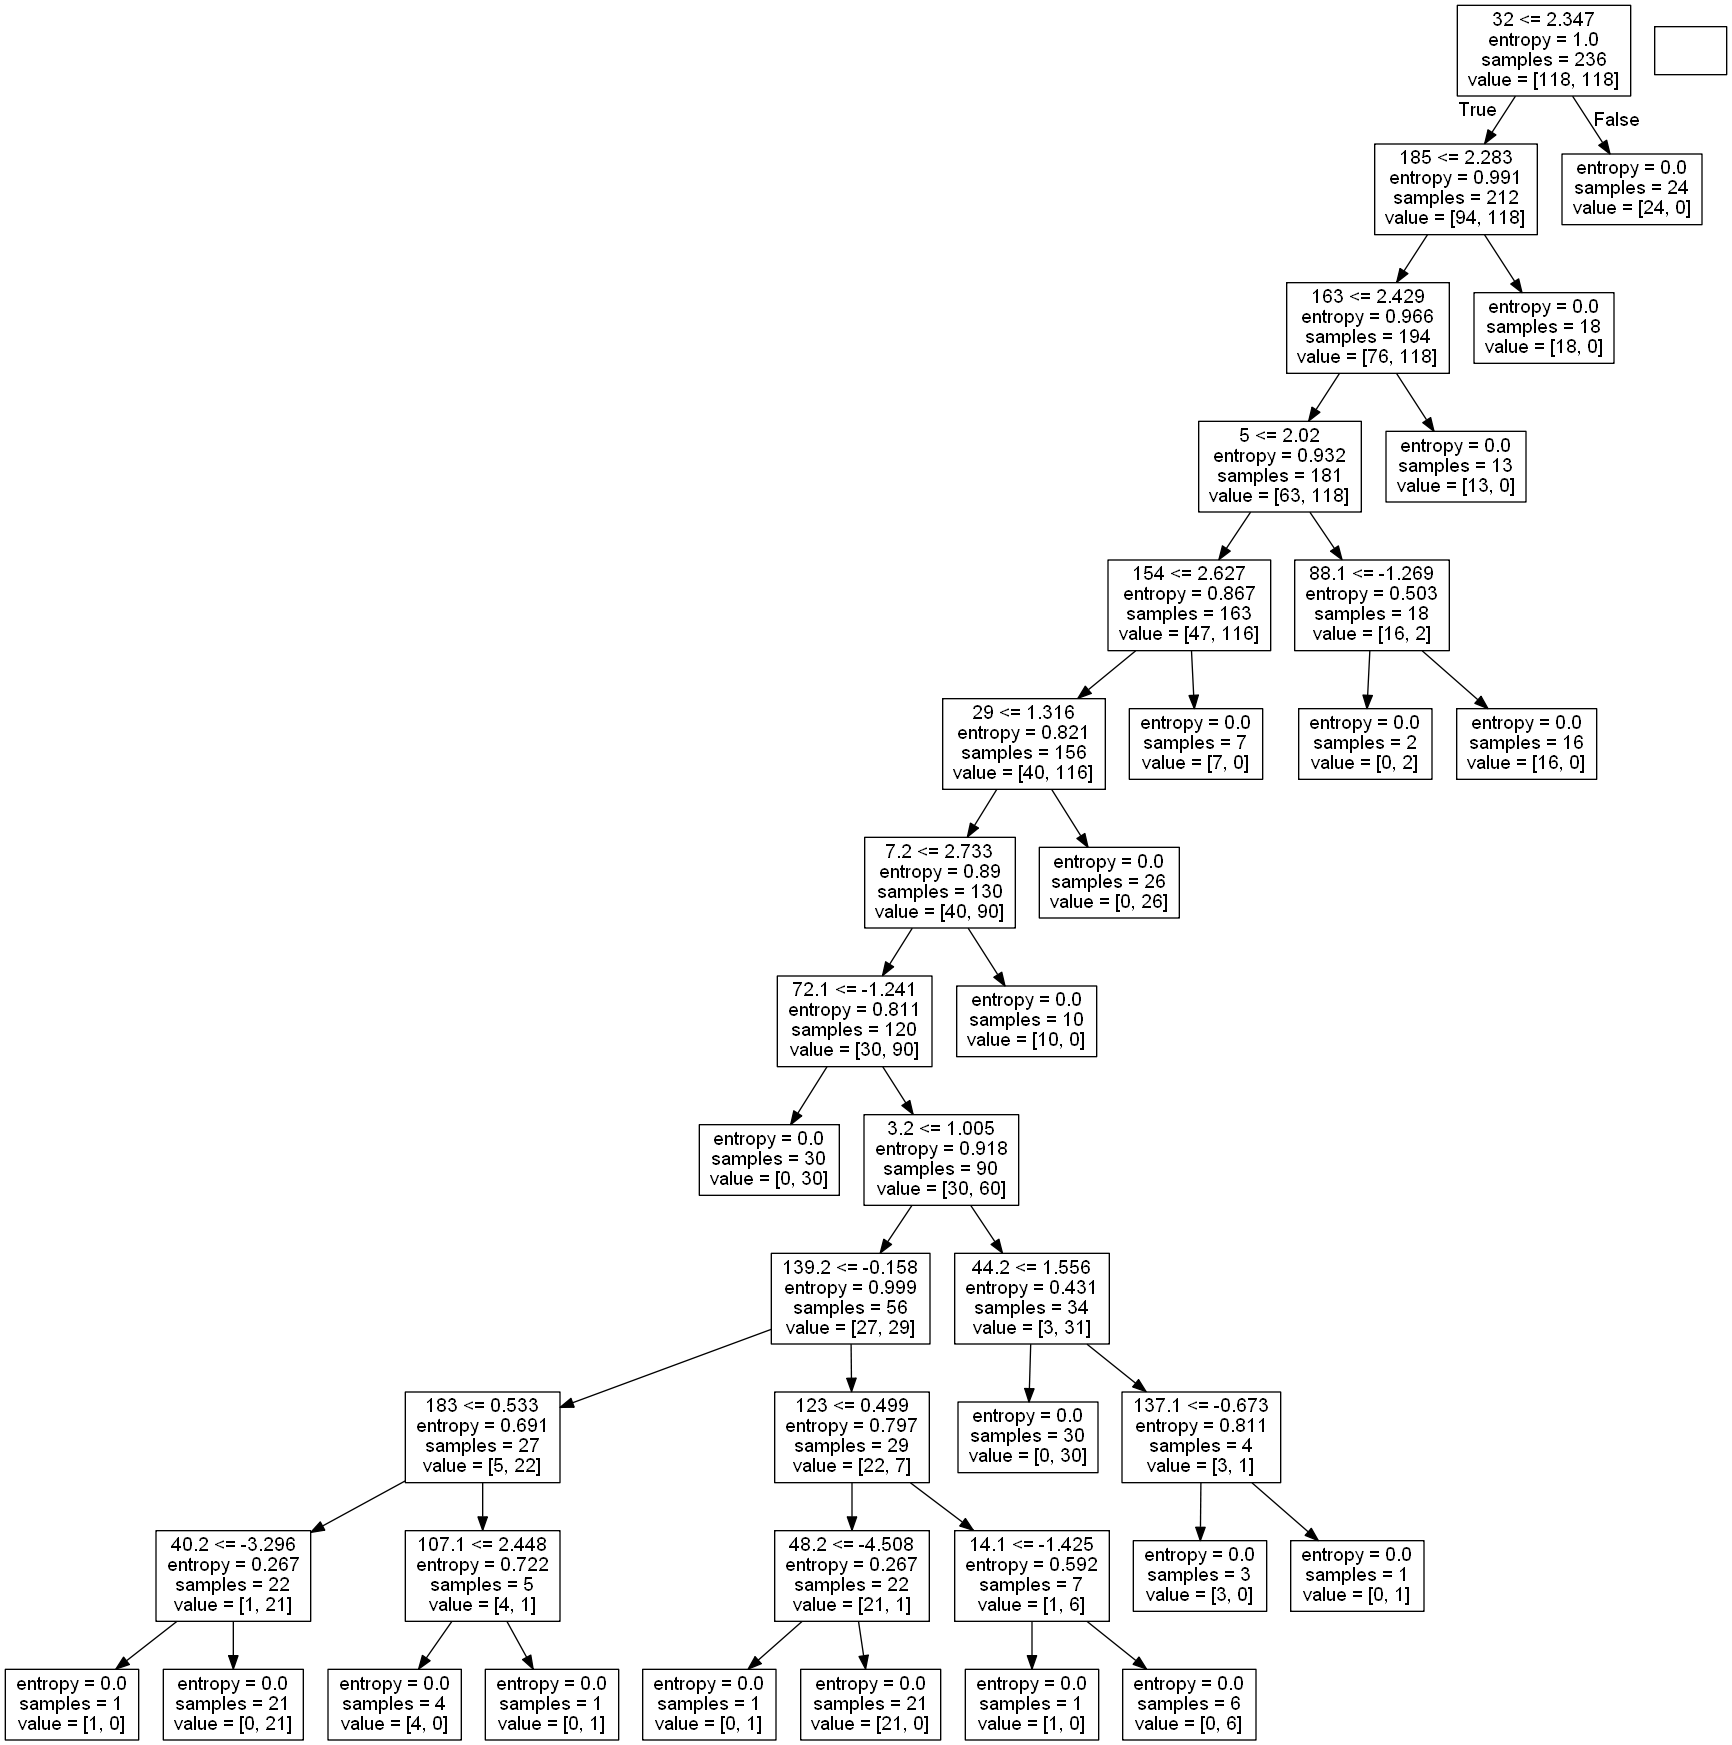 32 <= 2.347
entropy = 1.0
samples = 236
value = [118, 118]
True
False
185 <= 2.283
entropy = 0.991
samples = 212
value = [94, 118]
entropy = 0.0
samples = 24
value = [24, 0]
163 <= 2.429
entropy = 0.966
samples = 194
value = [76, 118]
entropy = 0.0
samples = 18
value = [18, 0]
5 <= 2.02
entropy = 0.932
samples = 181
value = [63, 118]
entropy = 0.0
samples = 13
value = [13, 0]
154 <= 2.627
entropy = 0.867
samples = 163
value = [47, 116]
88.1 <= -1.269
entropy = 0.503
samples = 18
value = [16, 2]
29 <= 1.316
entropy = 0.821
samples = 156
value = [40, 116]
entropy = 0.0
samples = 7
value = [7, 0]
entropy = 0.0
samples = 2
value = [0, 2]
entropy = 0.0
samples = 16
value = [16, 0]
7.2 <= 2.733
entropy = 0.89
samples = 130
value = [40, 90]
entropy = 0.0
samples = 26
value = [0, 26]
72.1 <= -1.241
entropy = 0.811
samples = 120
value = [30, 90]
entropy = 0.0
samples = 10
value = [10, 0]
entropy = 0.0
samples = 30
value = [0, 30]
3.2 <= 1.005
entropy = 0.918
samples = 90
value = [30, 60]
139.2 <= -0.158
entropy = 0.999
samples = 56
value = [27, 29]
44.2 <= 1.556
entropy = 0.431
samples = 34
value = [3, 31]
183 <= 0.533
entropy = 0.691
samples = 27
value = [5, 22]
123 <= 0.499
entropy = 0.797
samples = 29
value = [22, 7]
entropy = 0.0
samples = 30
value = [0, 30]
137.1 <= -0.673
entropy = 0.811
samples = 4
value = [3, 1]
40.2 <= -3.296
entropy = 0.267
samples = 22
value = [1, 21]
107.1 <= 2.448
entropy = 0.722
samples = 5
value = [4, 1]
48.2 <= -4.508
entropy = 0.267
samples = 22
value = [21, 1]
14.1 <= -1.425
entropy = 0.592
samples = 7
value = [1, 6]
entropy = 0.0
samples = 3
value = [3, 0]
entropy = 0.0
samples = 1
value = [0, 1]
entropy = 0.0
samples = 1
value = [1, 0]
entropy = 0.0
samples = 21
value = [0, 21]
entropy = 0.0
samples = 4
value = [4, 0]
entropy = 0.0
samples = 1
value = [0, 1]
entropy = 0.0
samples = 1
value = [0, 1]
entropy = 0.0
samples = 21
value = [21, 0]
entropy = 0.0
samples = 1
value = [1, 0]
entropy = 0.0
samples = 6
value = [0, 6]